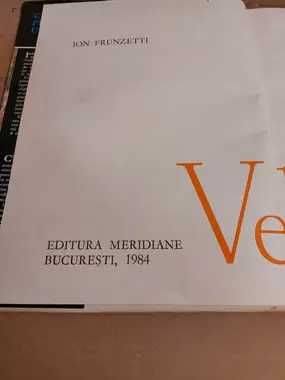 ION FRUNZETTI
Ve
EDITURA MERIDIANE
BUCUREȘTI, 1984